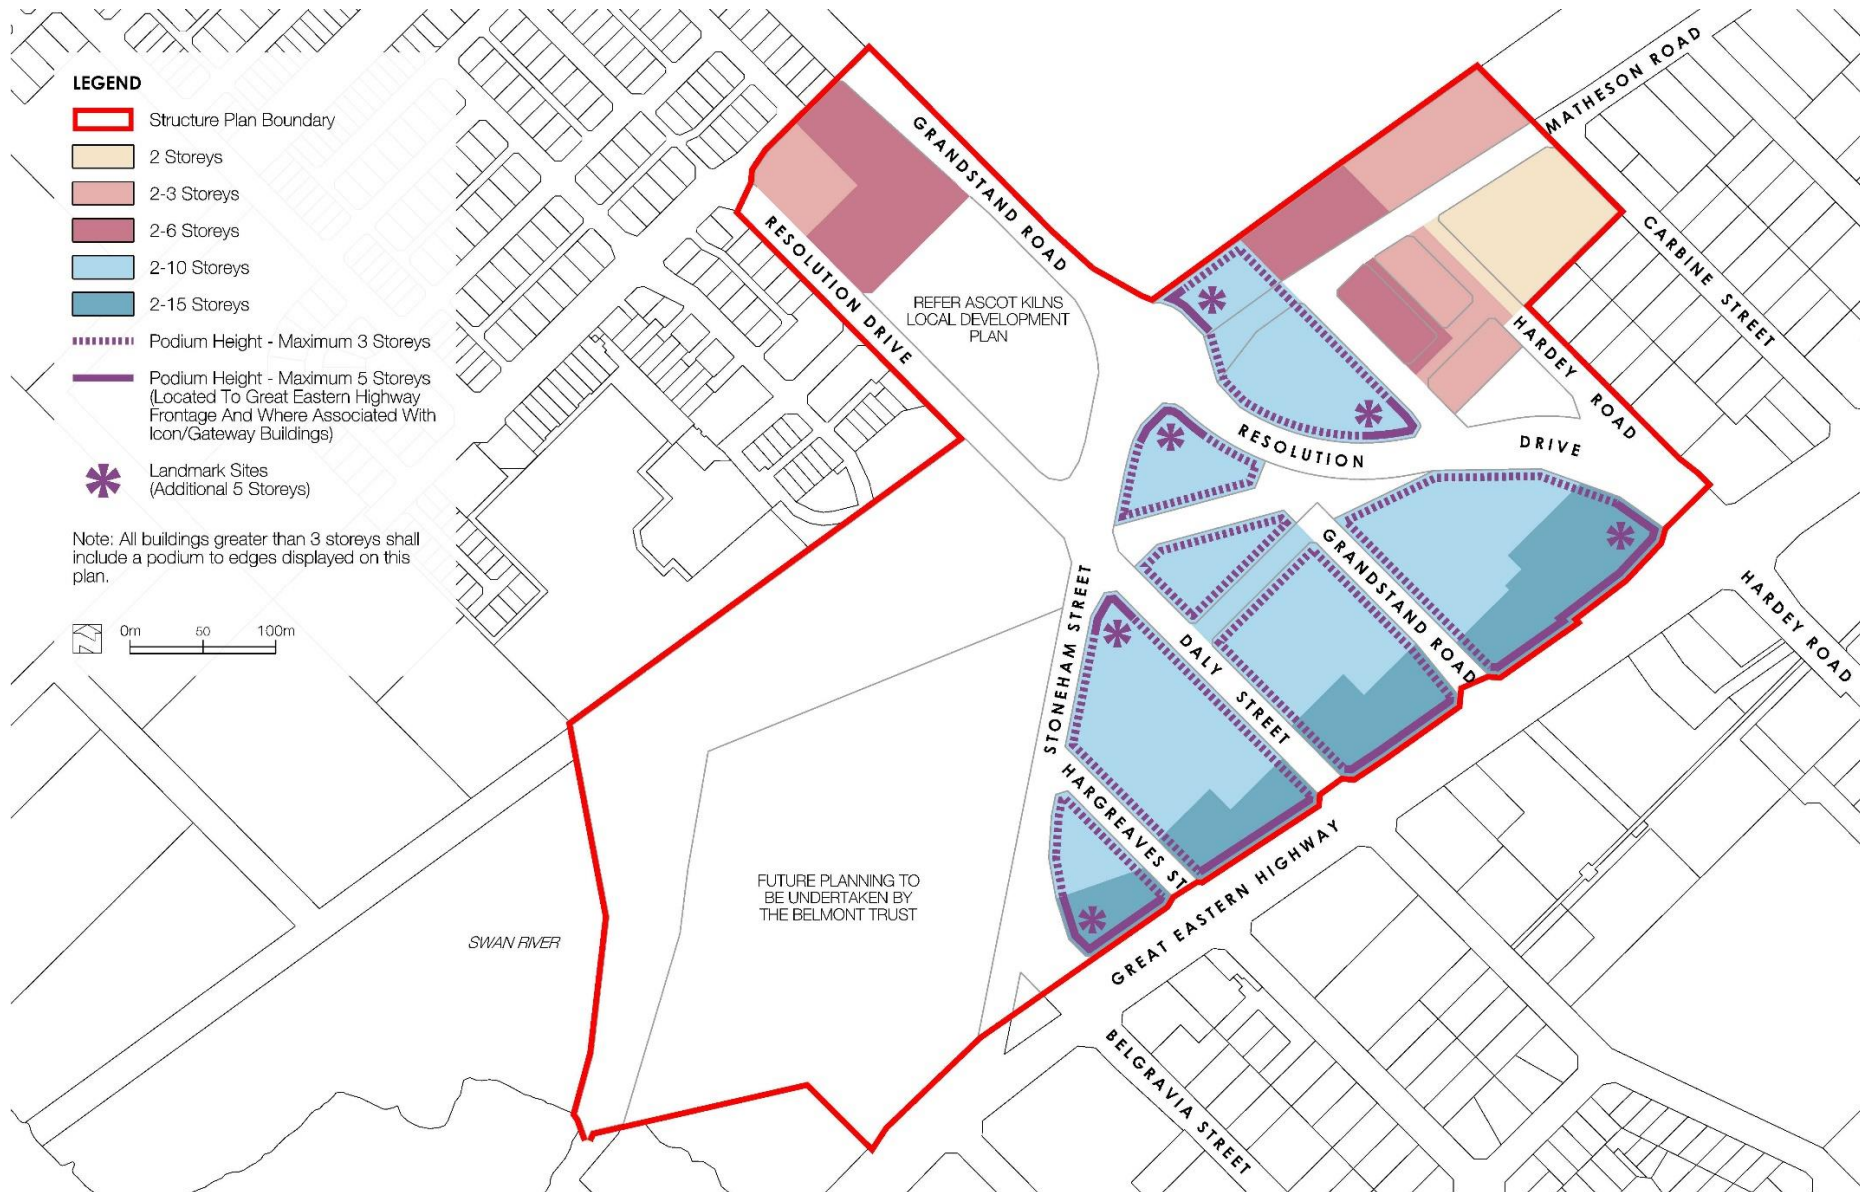 LEGEND
Structure Plan Boundary
2 Storeys
2-3 Storeys
2-6 Storeys
2-10 Storeys
2-15 Storeys
Podium Height - Maximum 3 Storeys
Podium Height - Maximum 5 Storeys
(Located To Great Eastern Highway
Frontage And Where Associated With
Icon/Gateway Buildings)
Landmark Sites
(Additional 5 Storeys)
Note: All buildings greater than 3 storeys shall
include a podium to edges displayed on this
plan.
0m 50 100m
GRANDSTAND ROAD
RESOLUTION DRIVE
REFER ASCOT KILNS
LOCAL DEVELOPMENT
PLAN
MATHESON ROAD
CARBINE STREET
HARDEY ROAD
RESOLUTION DRIVE
GRANDSTAND ROAD
HARDEY ROAD
STONEHAM STREET
DALY STREET
HARGREAVES ST
GREAT EASTERN HIGHWAY
FUTURE PLANNING TO
BE UNDERTAKEN BY
THE BELMONT TRUST
SWAN RIVER
BELGRAVIA STREET